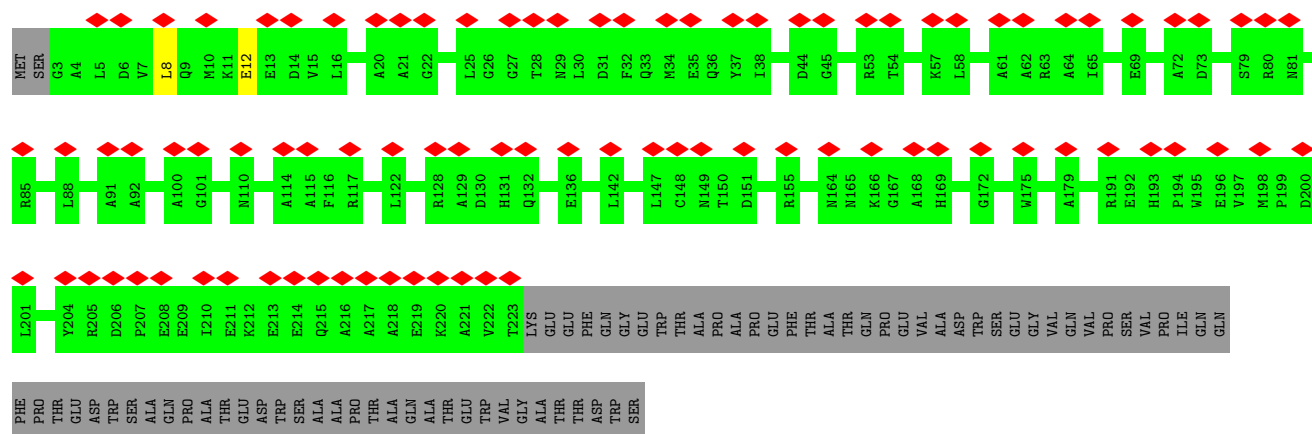 MET SER G3 A4 L5 D6 V7 L8 Q9 M10 K11 E12 E13 D14 V15 L16 A20 A21 G22 L25 G26 G27 T28 N29 L30 D31 F32 Q33 M34 E35 Q36 Y37 I38 D44 G45 R53 T54 K57 L58 A61 A62 R63 A64 I65 E69 A72 D73 S79 R80 N81
R85 L88 A91 A92 A100 G101 N110 A114 A115 F116 R117 L122 R128 A129 D130 H131 Q132 E136 L142 L147 C148 N149 T150 D151 R155 N164 N165 K166 G167 A168 H169 G172 W175 A179 R191 E192 H193 P194 W195 E196 V197 M198 P199 D200
L201 Y204 R205 D206 P207 E208 E209 I210 E211 K212 E213 E214 Q215 A216 A217 A218 E219 K220 A221 V222 T223 LYS GLU GLU PHE GLN GLY GLU TRP THR ALA PRO ALA PRO GLU PHE THR ALA THR GLN PRO GLU VAL ALA ASP TRP SER GLU GLY VAL GLN VAL PRO SER VAL PRO ILE GLN GLN
PHE PRO THR GLU ASP TRP SER ALA GLN PRO ALA THR GLU ASP TRP SER ALA ALA PRO THR ALA GLN ALA THR GLU TRP VAL GLY ALA THR THR ASP TRP SER